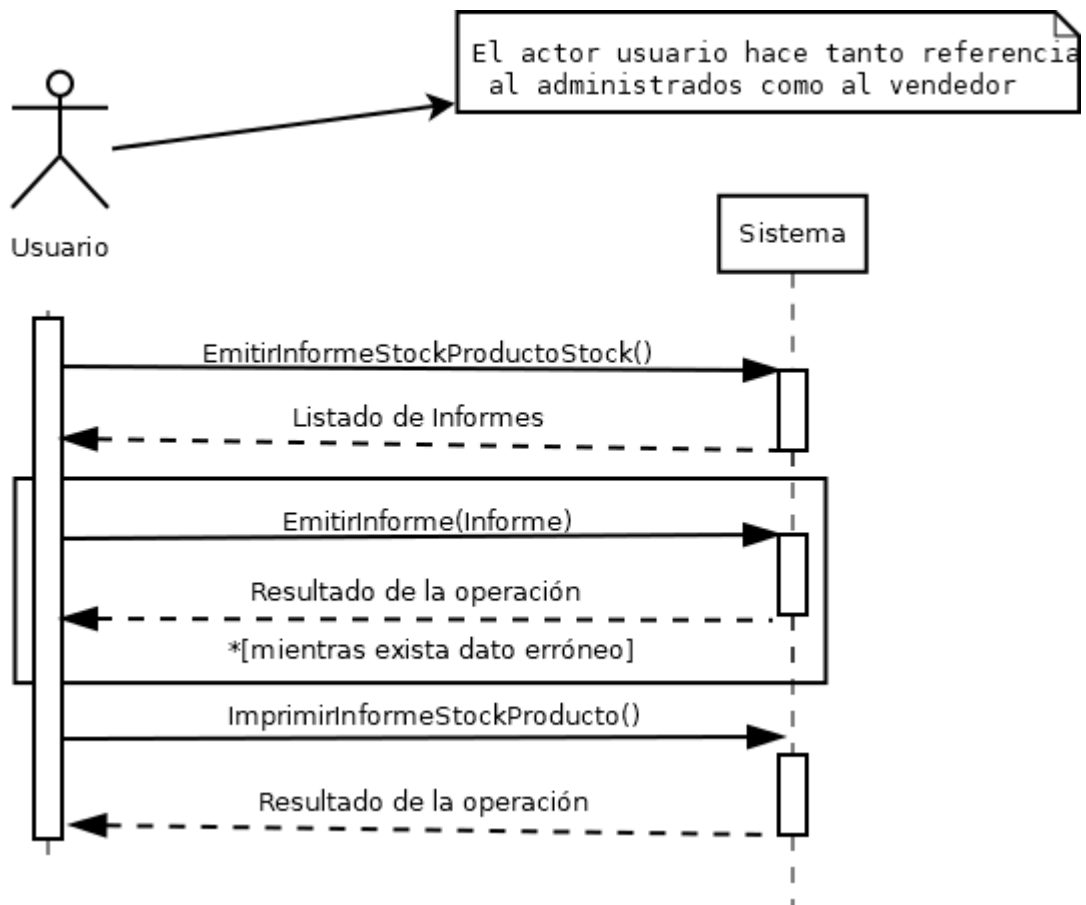 El actor usuario hace tanto referencia
al administrados como al vendedor
Usuario
Sistema
EmitirInformeStockProductoStock()
Listado de Informes
EmitirInforme(Informe)
Resultado de la operación
*[mientras exista dato erróneo]
ImprimirInformeStockProducto()
Resultado de la operación